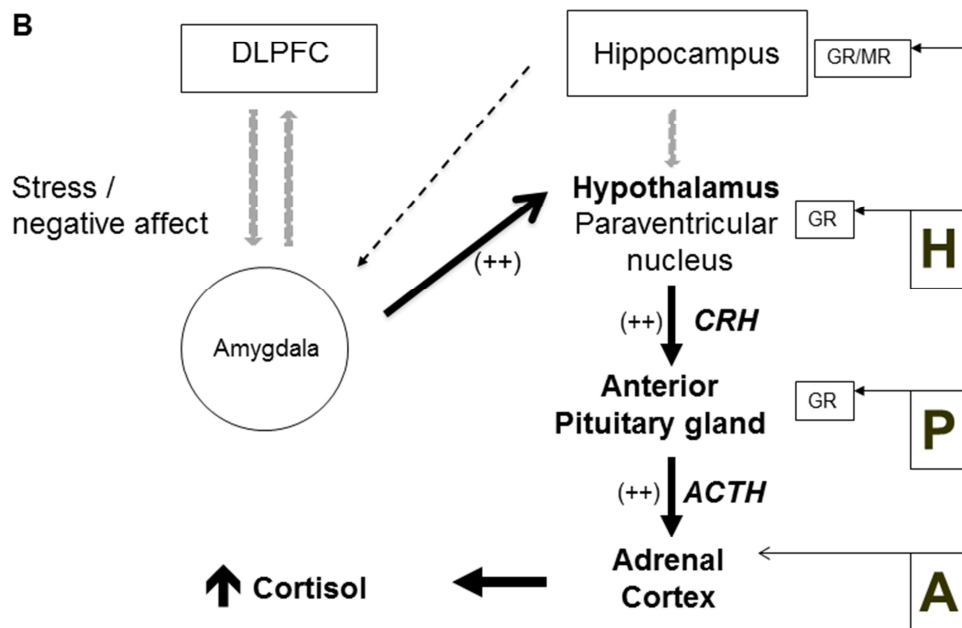 B
DLPFC
Hippocampus
GR/MR
Stress /
negative affect
Hypothalamus
Paraventricular
nucleus
GR
H
(++)
Amygdala
(++) CRH
Anterior
Pituitary gland
GR
P
(++) ACTH
Adrenal
Cortex
A
Cortisol